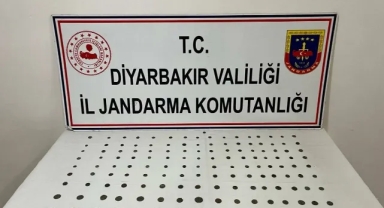 T.C.
DİYARBAKIR VALİLİĞİ
İL JANDARMA KOMUTANLIĞI